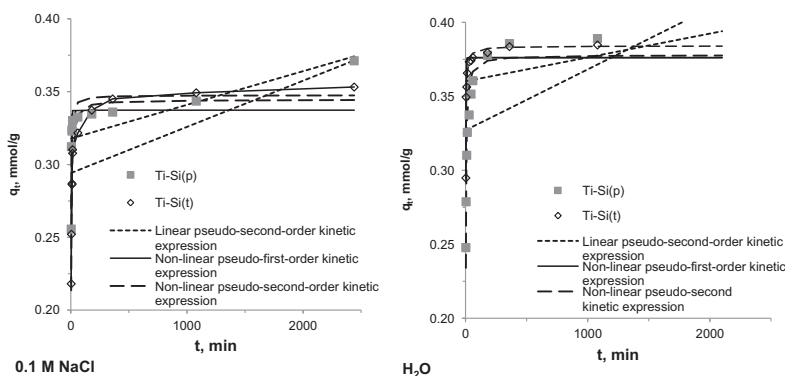 0.40
0.35
0.30
0.25
0.20
qt, mmol/g
Ti-Si(p)
Ti-Si(t)
Linear pseudo-second-order kinetic
expression
Non-linear pseudo-first-order kinetic
expression
Non-linear pseudo-second-order kinetic
expression
0
1000
2000
t, min
0.1 M NaCl
0.40
0.35
0.30
0.25
0.20
qt, mmol/g
Ti-Si(p)
Ti-Si(t)
Linear pseudo-second-order kinetic
expression
Non-linear pseudo-first-order kinetic
expression
Non-linear pseudo-second
kinetic expression
0
1000
2000
t, min
H2O